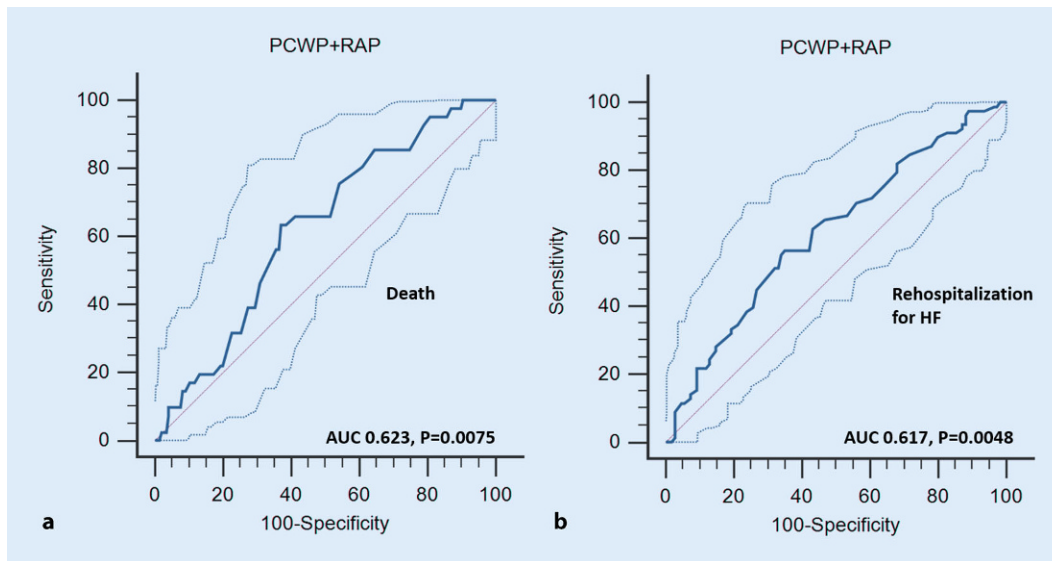 PCWP+RAP
100
80
60
40
20
0
Sensitivity
Death
AUC 0.623, P=0.0075
0 20 40 60 80 100
a
100-Specificity
PCWP+RAP
100
80
60
40
20
0
Sensitivity
Rehospitalization
for HF
AUC 0.617, P=0.0048
0 20 40 60 80 100
b
100-Specificity